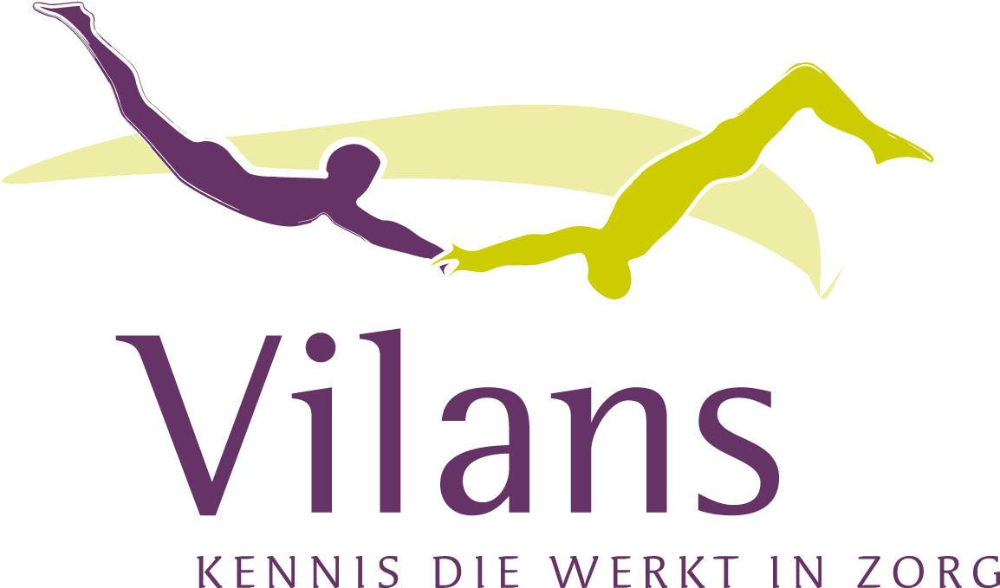 Vilans
KENNIS DIE WERKT IN ZORG